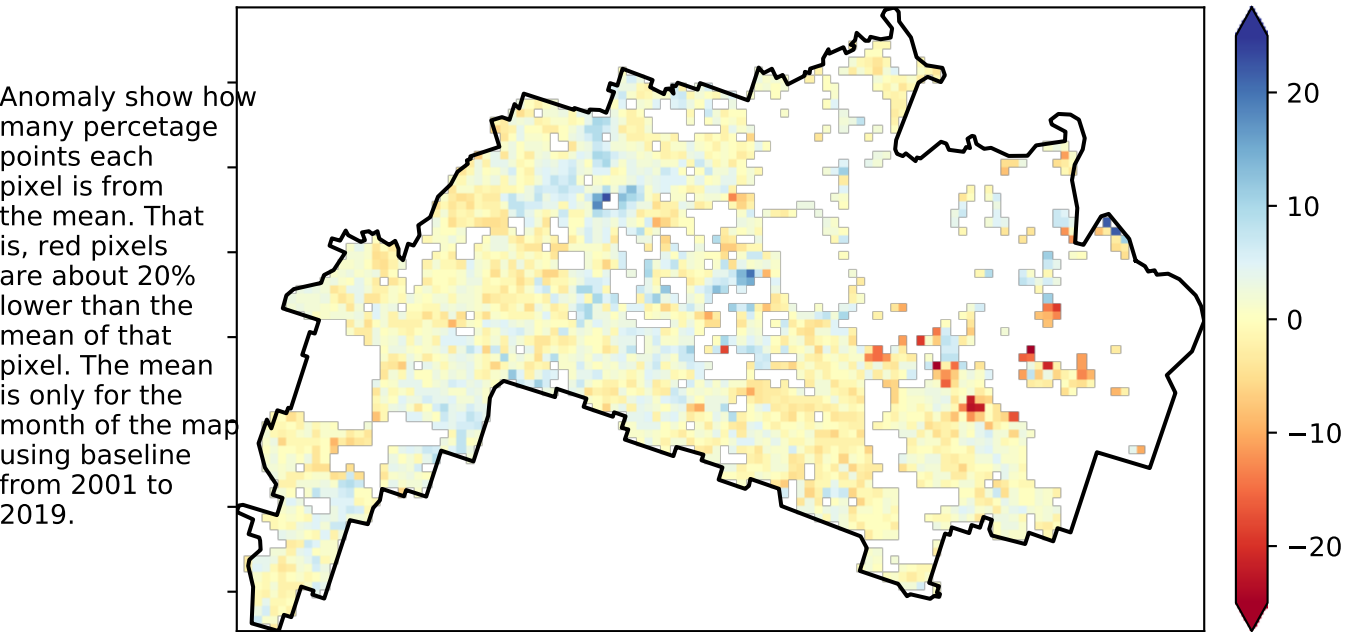 Anomaly show how
many percetage
points each
pixel is from
the mean. That
is, red pixels
are about 20%
lower than the
mean of that
pixel. The mean
is only for the
month of the map
using baseline
from 2001 to
2019.
20
10
0
−10
−20